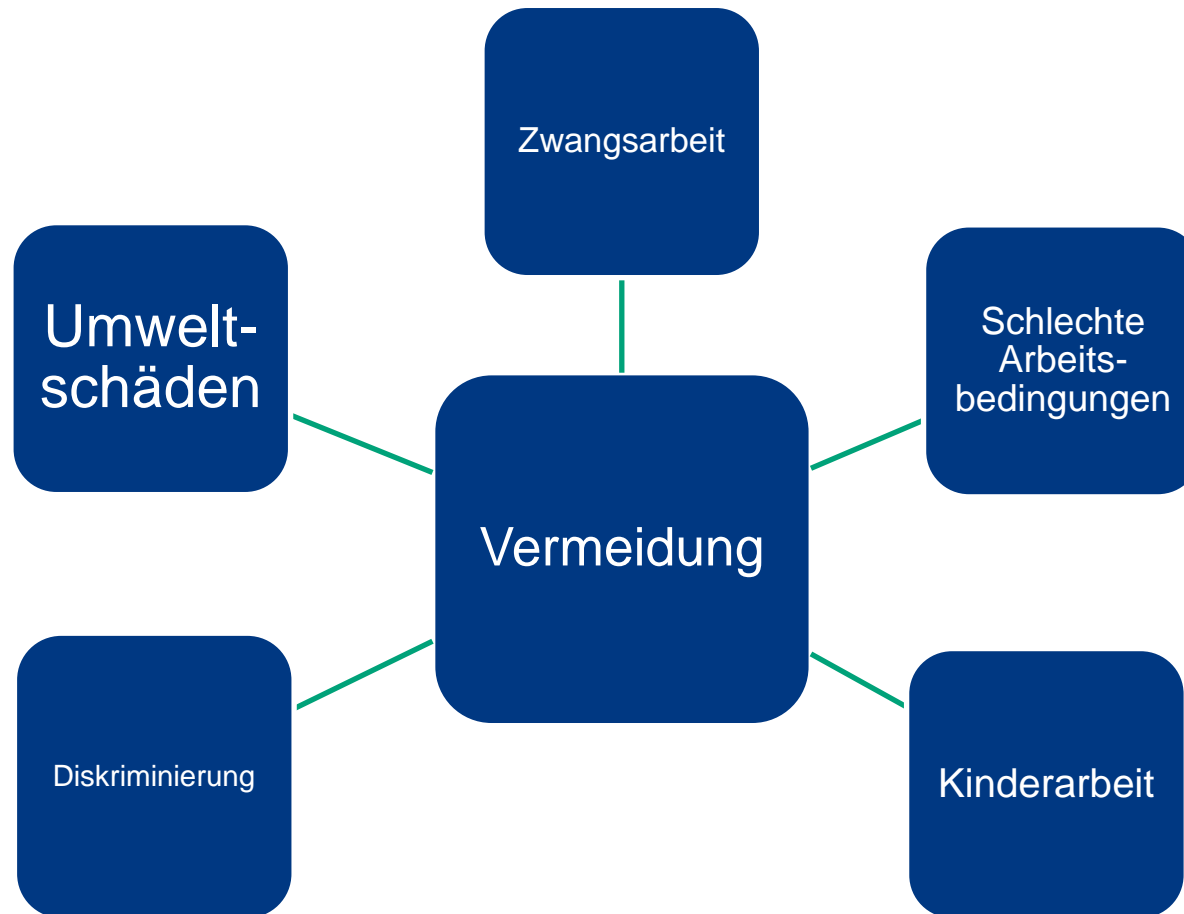 Zwangsarbeit
Umwelt-
schäden
Schlechte
Arbeits-
bedingungen
Vermeidung
Diskriminierung
Kinderarbeit